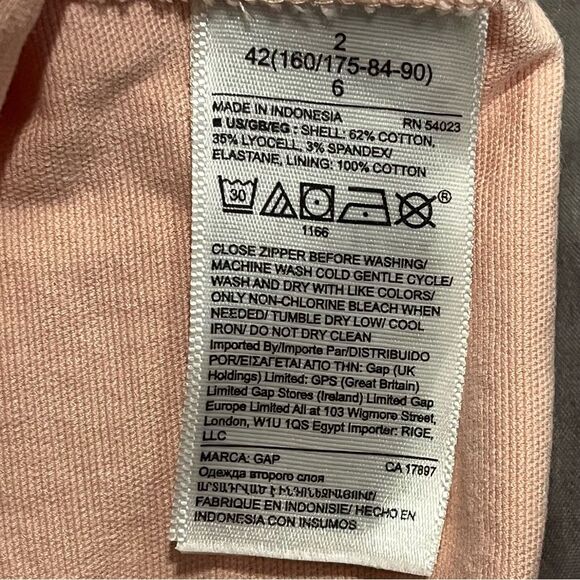 2
42(160/175-84-90)
6
MADE IN INDONESIA RN 54023
■ US/GB/EG : SHELL: 62% COTTON,
35% LYOCELL, 3% SPANDEX/
ELASTANE, LINING: 100% COTTON
30 ®
1166
CLOSE ZIPPER BEFORE WASHING/
MACHINE WASH COLD GENTLE CYCLE/
WASH AND DRY WITH LIKE COLORS/
ONLY NON-CHLORINE BLEACH WHEN
NEEDED/ TUMBLE DRY LOW/ COOL
IRON/ DO NOT DRY CLEAN
Imported By/Importe Par/DISTRIBUIDO
POR/ΕΙΣΑΓΕΤΑΙ ΑΠΟ ΤΗΝ: Gap (UK
Holdings) Limited: GPS (Great Britain)
Limited Gap Stores (Ireland) Limited Gap
Europe Limited All at 103 Wigmore Street,
London, W1U 1QS Egypt Importer: RIGE,
LLC
MARCA: GAP CA 17897
Одежда второго слоя
ԱՐՏԱԴՐՎԱԾ Է ԻՆԴՈՆԵԶԻԱՅՈՒՄ/
FABRIQUE EN INDONISIE/ HECHO EN
INDONESIA CON INSUMOS